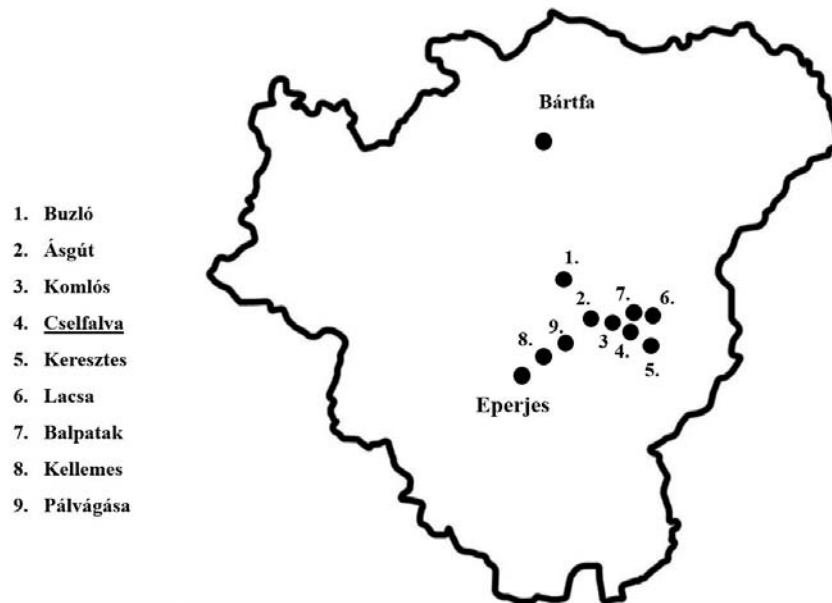 Bártfa
1. Buzló
2. Ásgút
3. Komlós
4. Cselfalva
5. Keresztes
6. Lacsa
7. Balpatak
8. Kellemes
9. Pálvágása
1.
2.
7.
6.
8.
9.
3
4.
5.
Eperjes